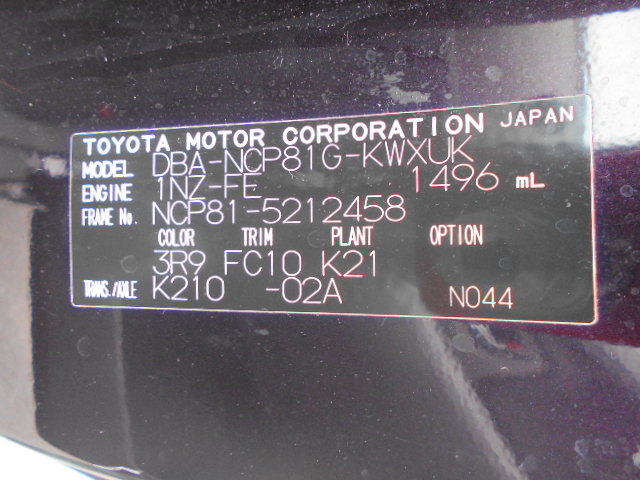 TOYOTA MOTOR CORPORATION JAPAN
MODEL DBA-NCP81G-KWXUK
ENGINE 1NZ-FE 1496 mL
FRAME No. NCP81-5212458
COLOR TRIM PLANT OPTION
3R9 FC10 K21
TRANS./AXLE K210 -02A N044